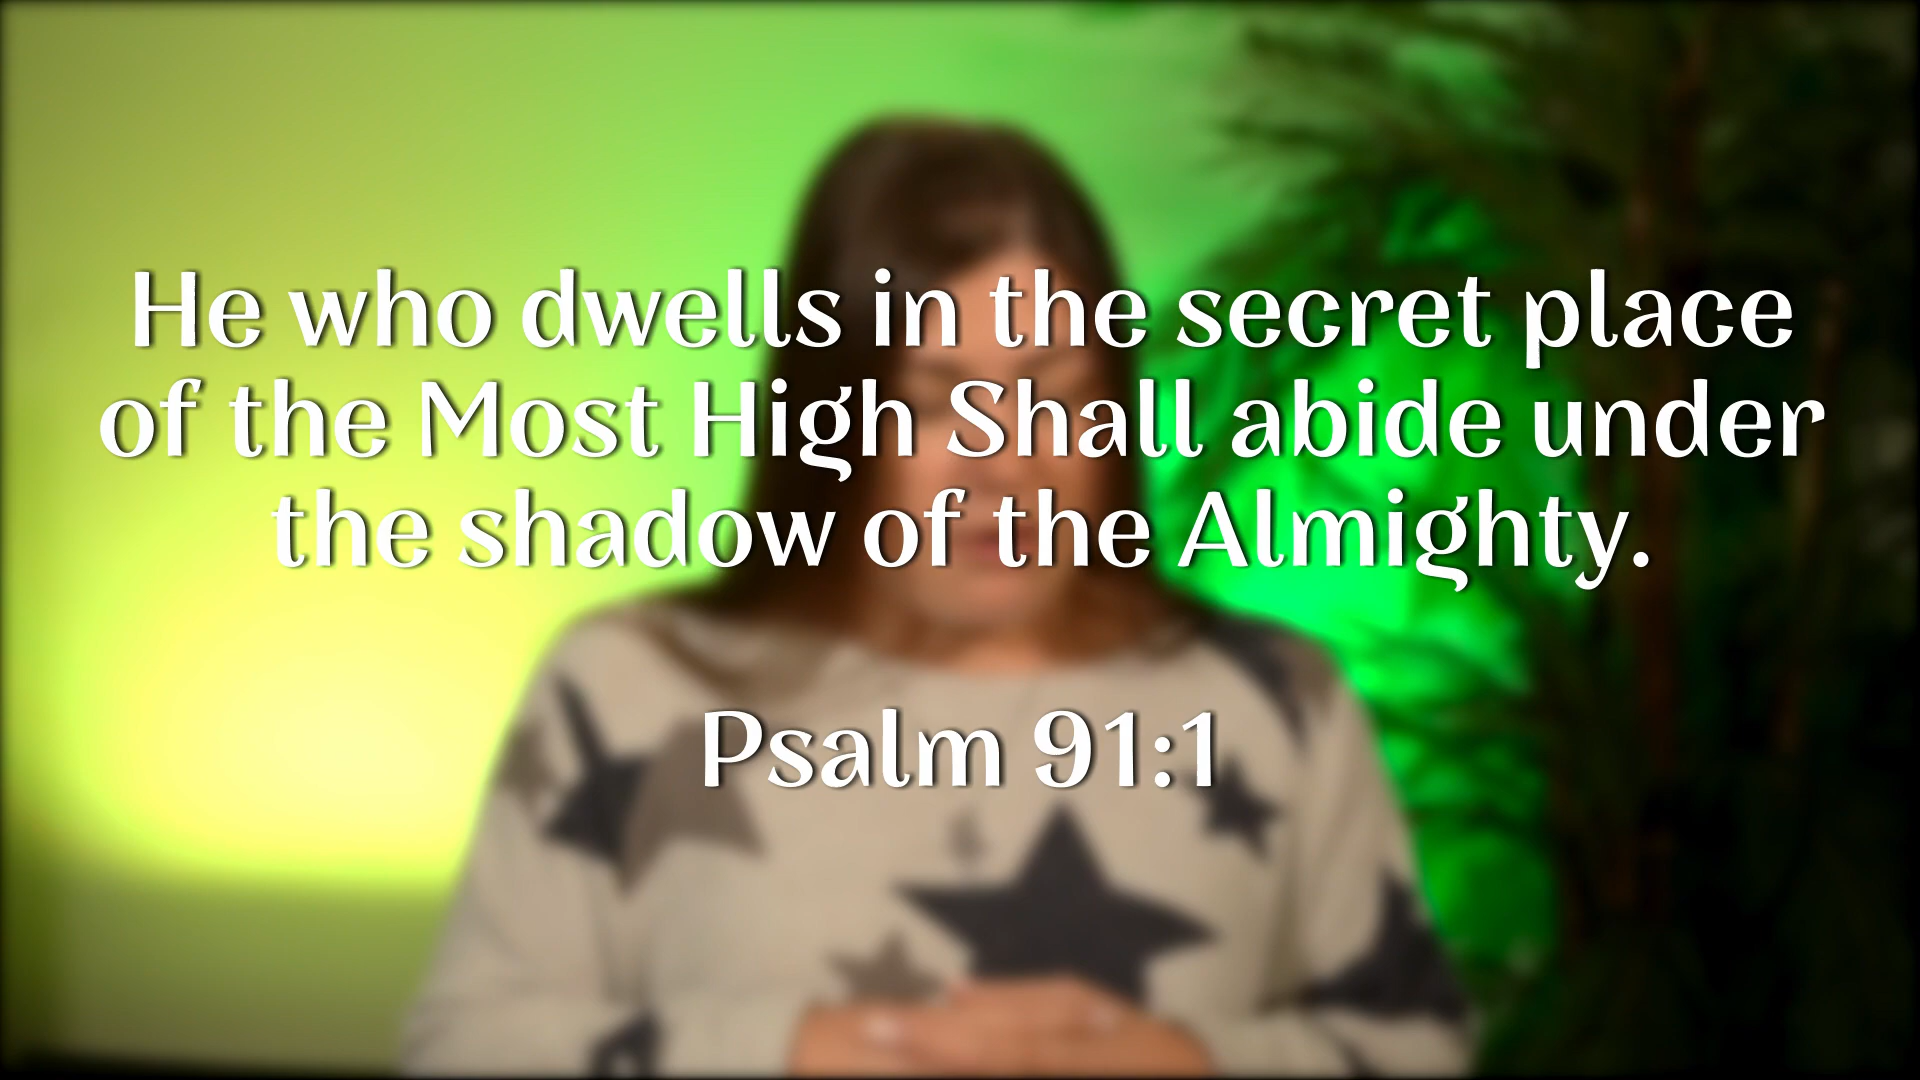 He who dwells in the secret place
of the Most High Shall abide under
the shadow of the Almighty.
Psalm 91:1